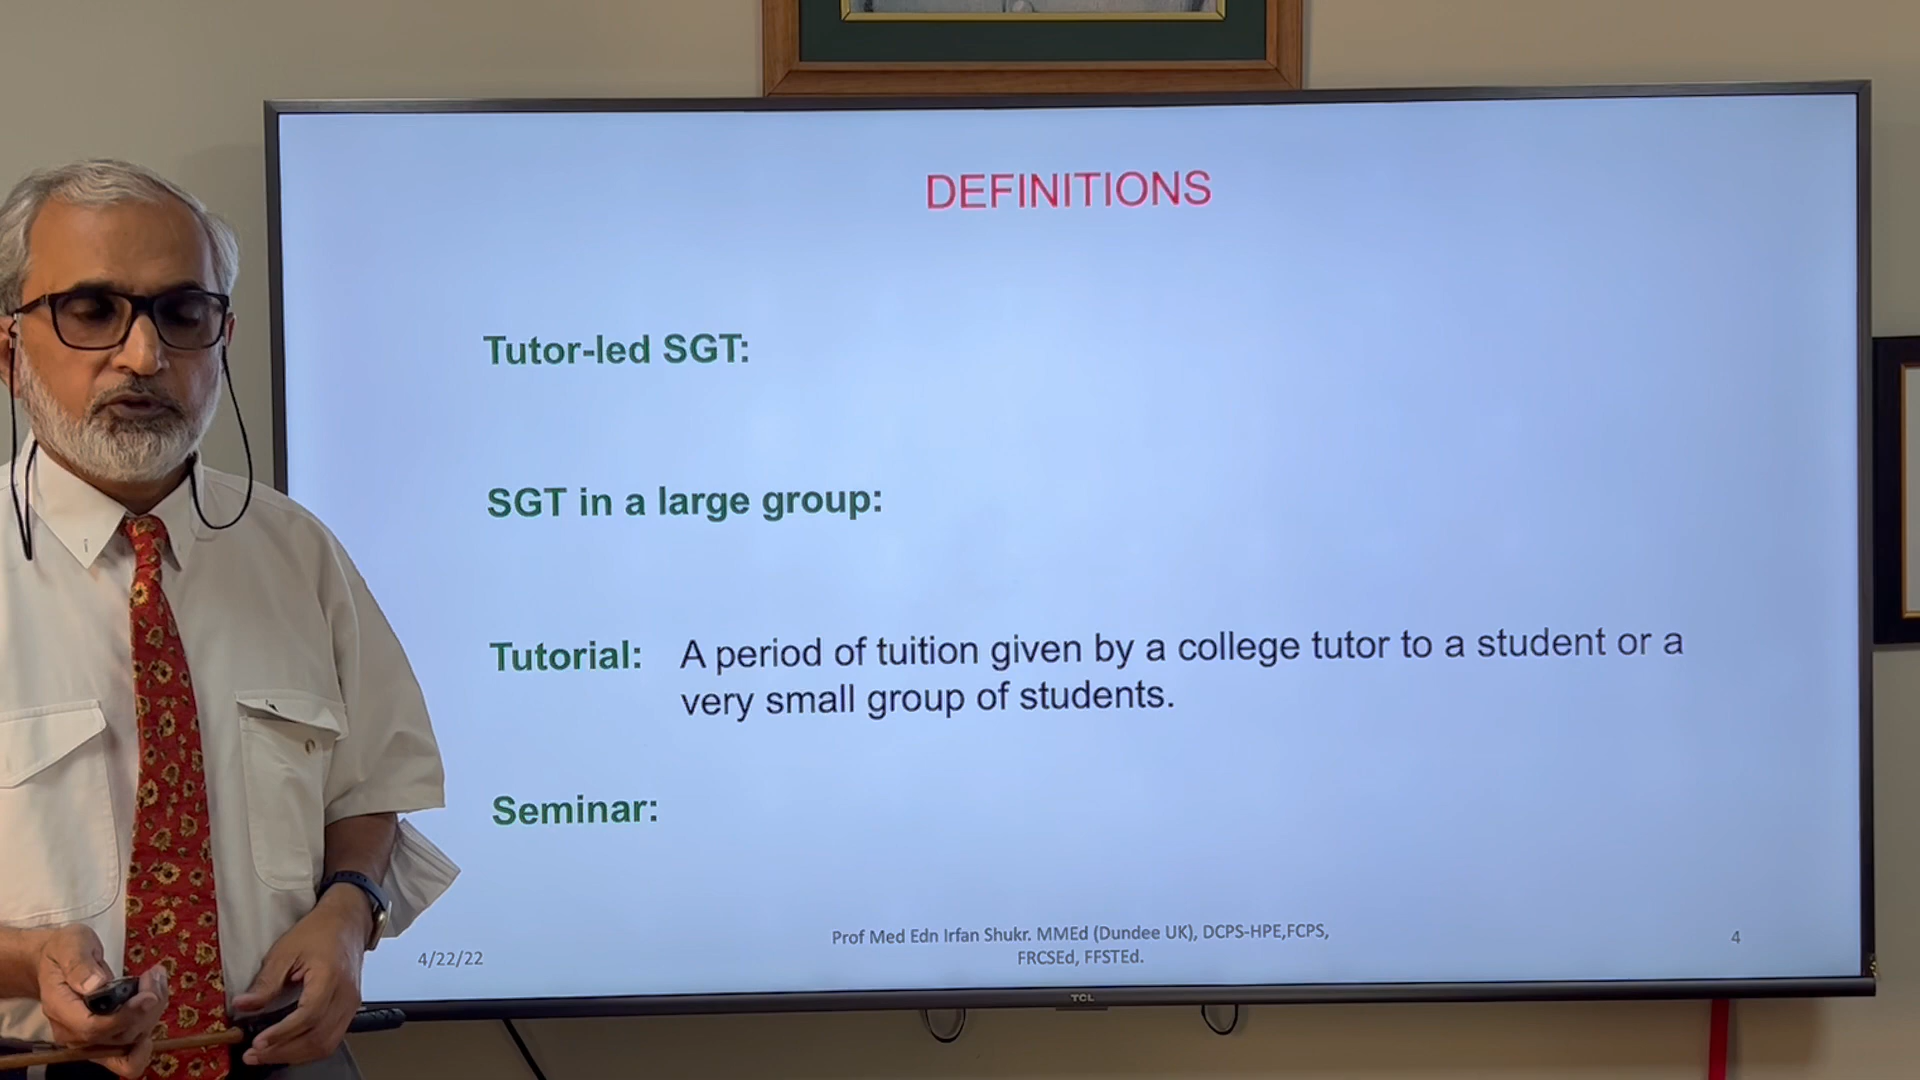 DEFINITIONS
Tutor-led SGT:
SGT in a large group:
Tutorial: A period of tuition given by a college tutor to a student or a
very small group of students.
Seminar:
4/22/22
Prof Med Edn Irfan Shukr. MMEd (Dundee UK), DCPS-HPE,FCPS,
FRCSEd, FFSTEd.
4
TCL